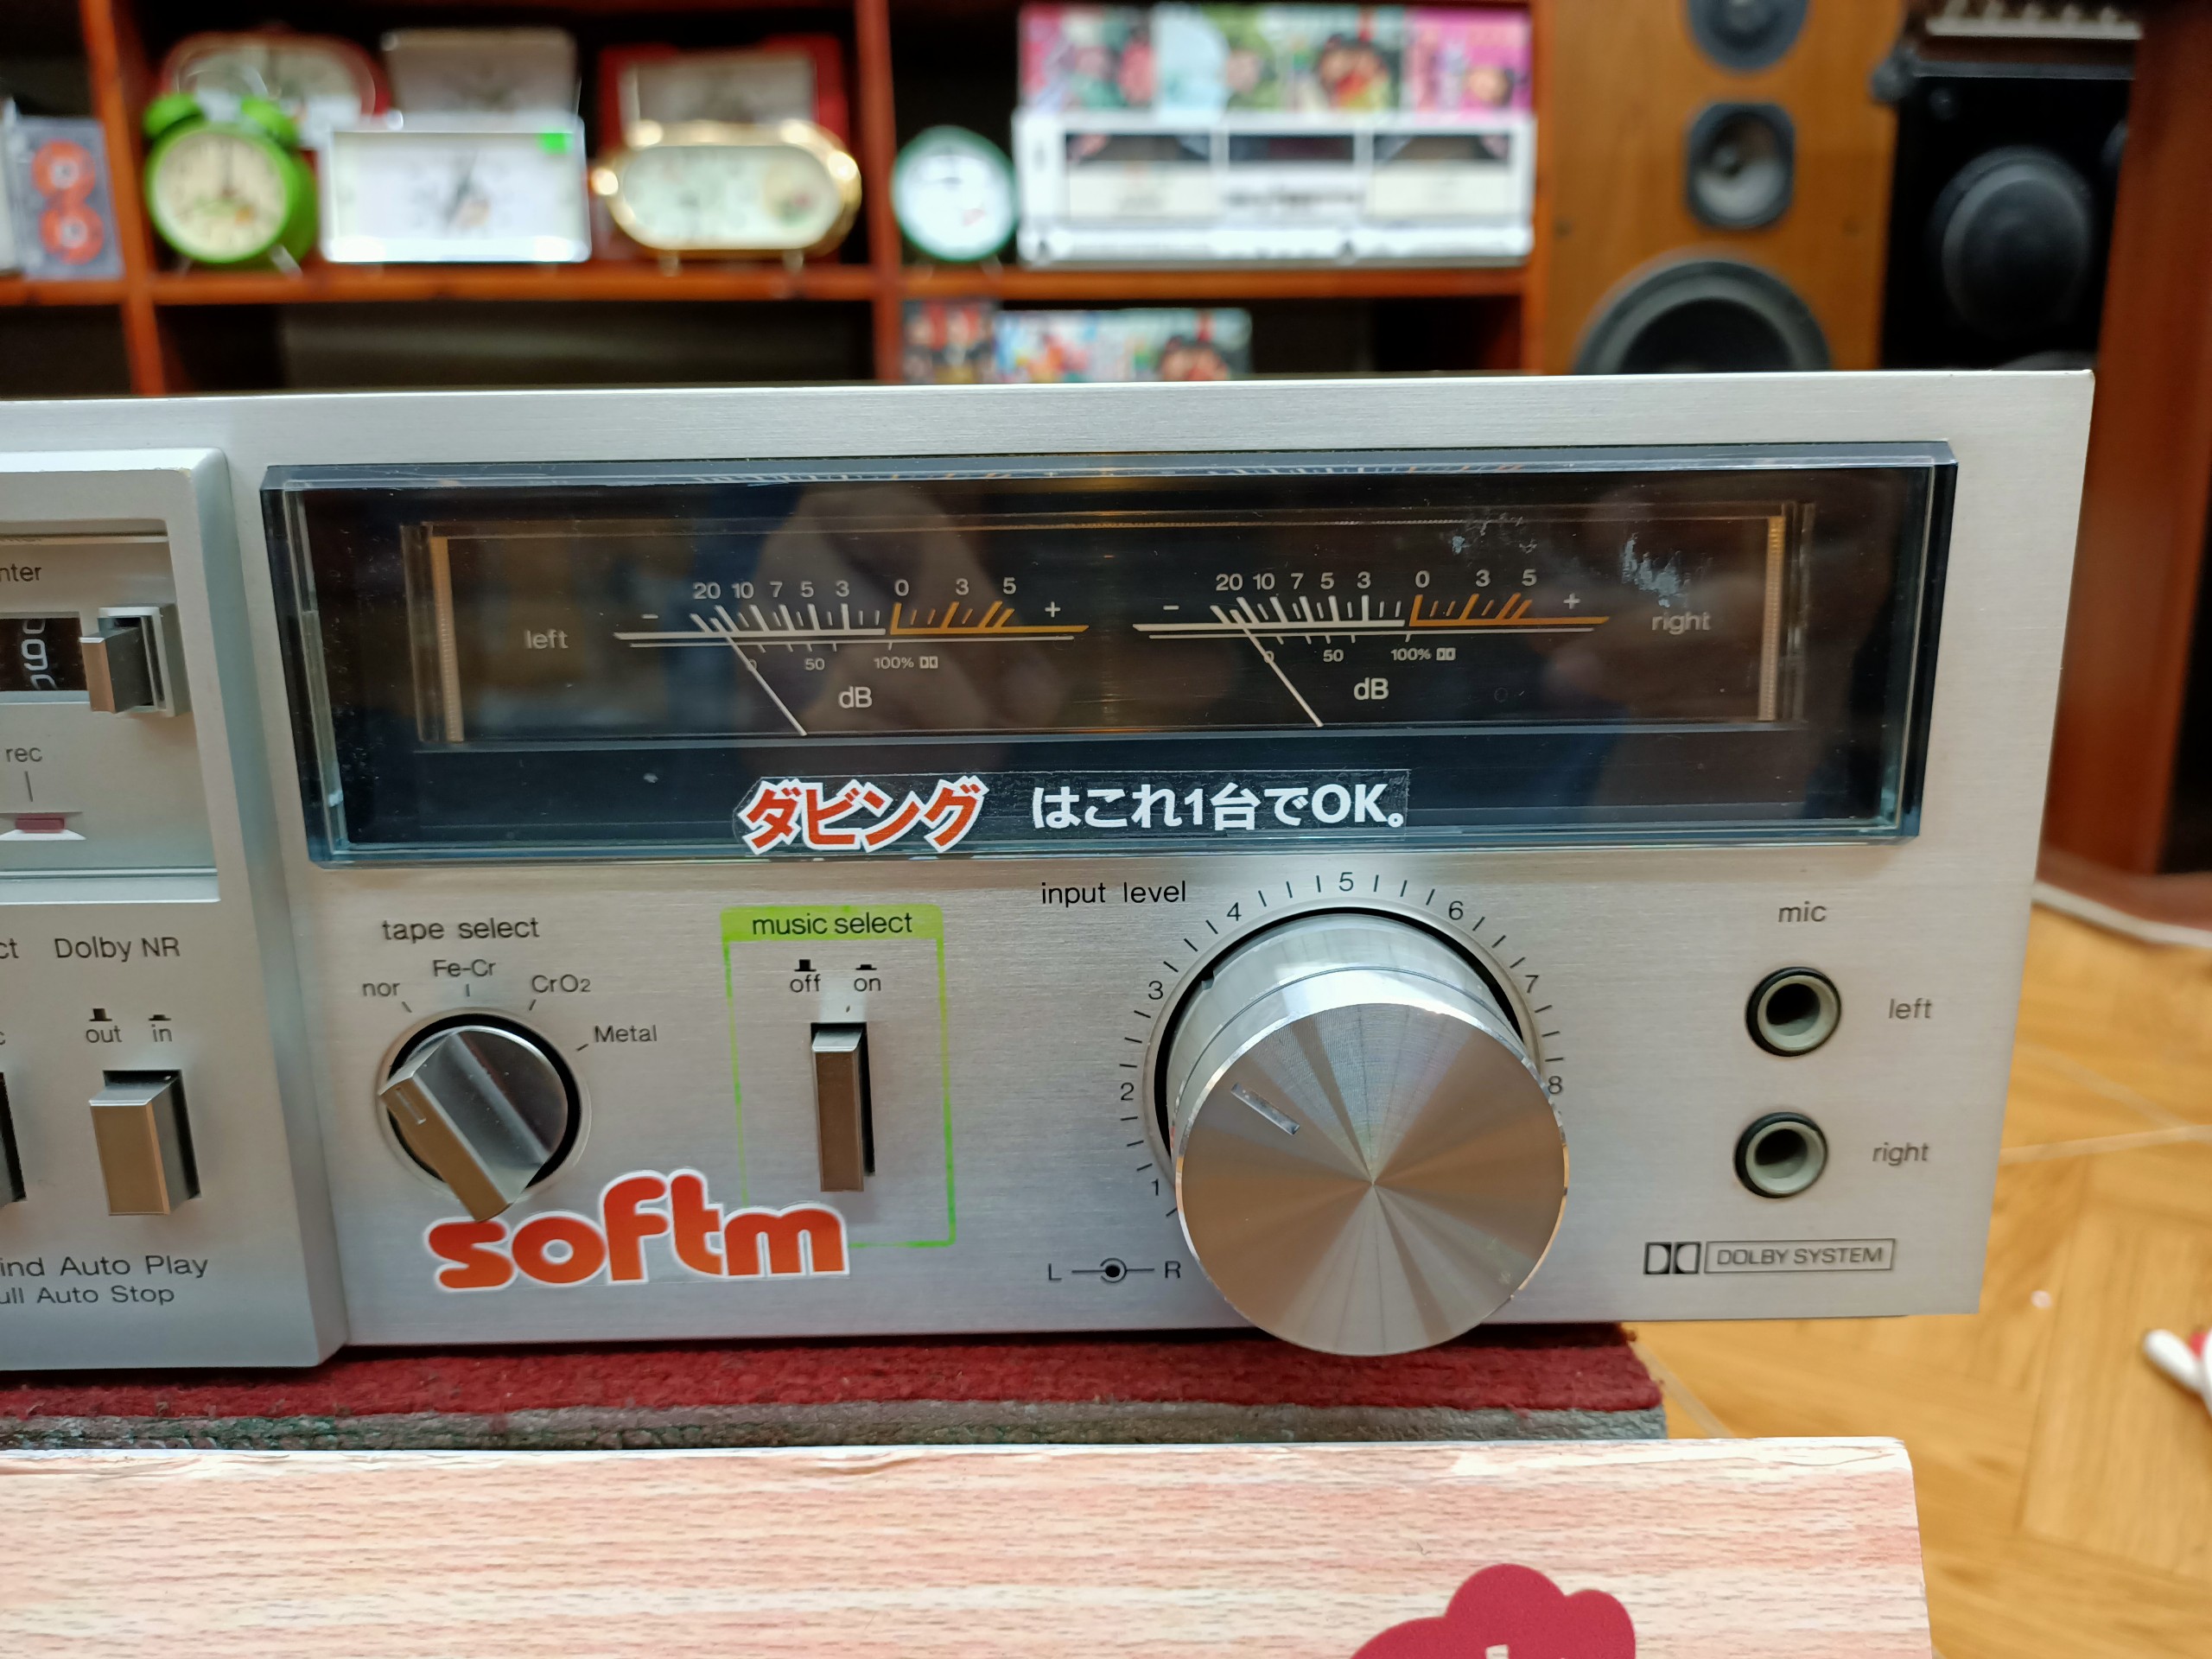 20 10 7 5 3 0 3 5
- +
left
0 50 100%
dB
20 10 7 5 3 0 3 5
- +
right
0 50 100%
dB
rec
ダビング はこれ1台でOK。
tape select
nor Fe-Cr CrO2 Metal
music select
off on
input level
1 2 3 4 5 6 7 8
L R
mic
left
right
DOLBY SYSTEM
Dolby NR
out in
softm
Auto Play
Auto Stop